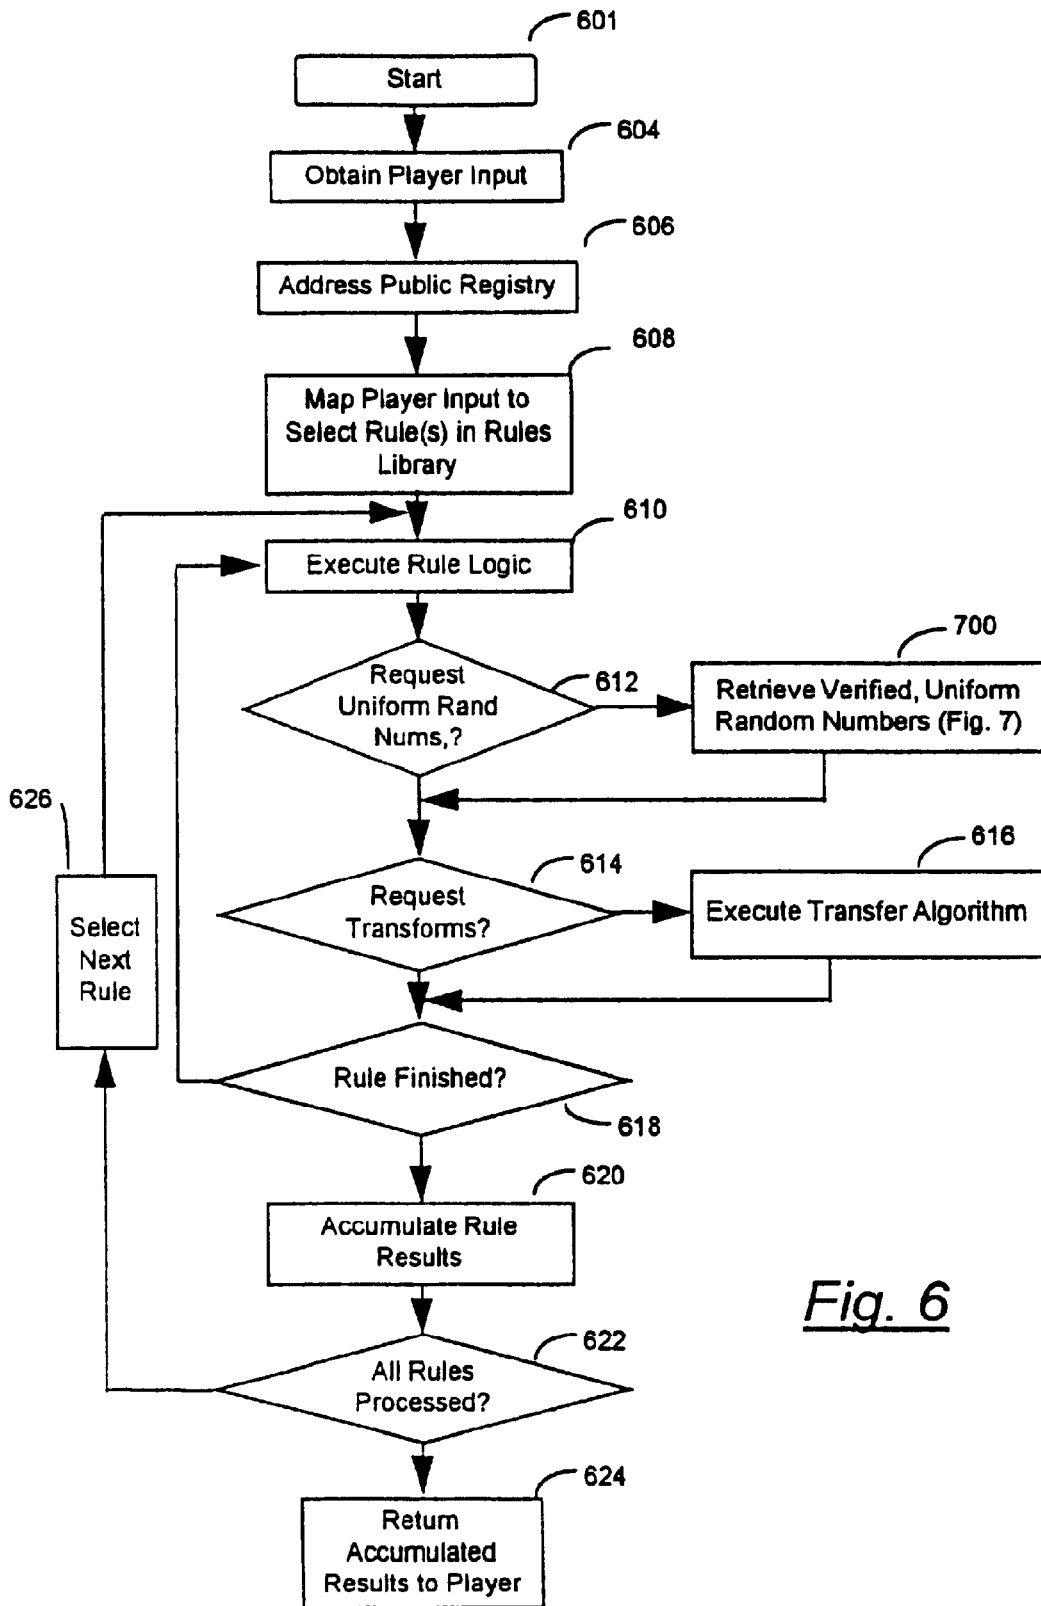 601
Start
604
Obtain Player Input
606
Address Public Registry
608
Map Player Input to
Select Rule(s) in Rules
Library
610
Execute Rule Logic
700
Request
Uniform Rand
Nums,?
612
Retrieve Verified, Uniform
Random Numbers (Fig. 7)
626
614
616
Request
Transforms?
Execute Transfer Algorithm
Select
Next
Rule
Rule Finished?
618
620
Accumulate Rule
Results
Fig. 6
622
All Rules
Processed?
624
Return
Accumulated
Results to Player